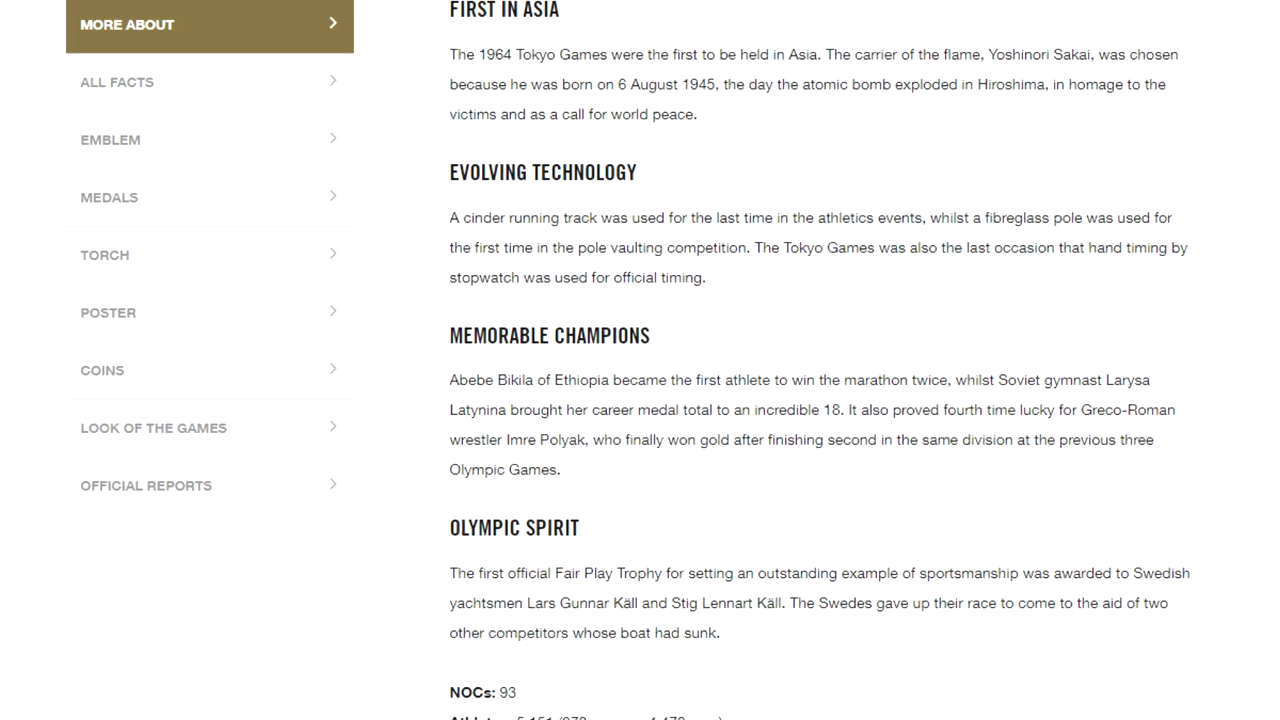 MORE ABOUT
ALL FACTS
EMBLEM
MEDALS
TORCH
POSTER
COINS
LOOK OF THE GAMES
OFFICIAL REPORTS
FIRST IN ASIA
The 1964 Tokyo Games were the first to be held in Asia. The carrier of the flame, Yoshinori Sakai, was chosen
because he was born on 6 August 1945, the day the atomic bomb exploded in Hiroshima, in homage to the
victims and as a call for world peace.
EVOLVING TECHNOLOGY
A cinder running track was used for the last time in the athletics events, whilst a fibreglass pole was used for
the first time in the pole vaulting competition. The Tokyo Games was also the last occasion that hand timing by
stopwatch was used for official timing.
MEMORABLE CHAMPIONS
Abebe Bikila of Ethiopia became the first athlete to win the marathon twice, whilst Soviet gymnast Larysa
Latynina brought her career medal total to an incredible 18. It also proved fourth time lucky for Greco-Roman
wrestler Imre Polyak, who finally won gold after finishing second in the same division at the previous three
Olympic Games.
OLYMPIC SPIRIT
The first official Fair Play Trophy for setting an outstanding example of sportsmanship was awarded to Swedish
yachtsmen Lars Gunnar Käll and Stig Lennart Käll. The Swedes gave up their race to come to the aid of two
other competitors whose boat had sunk.
NOCs: 93